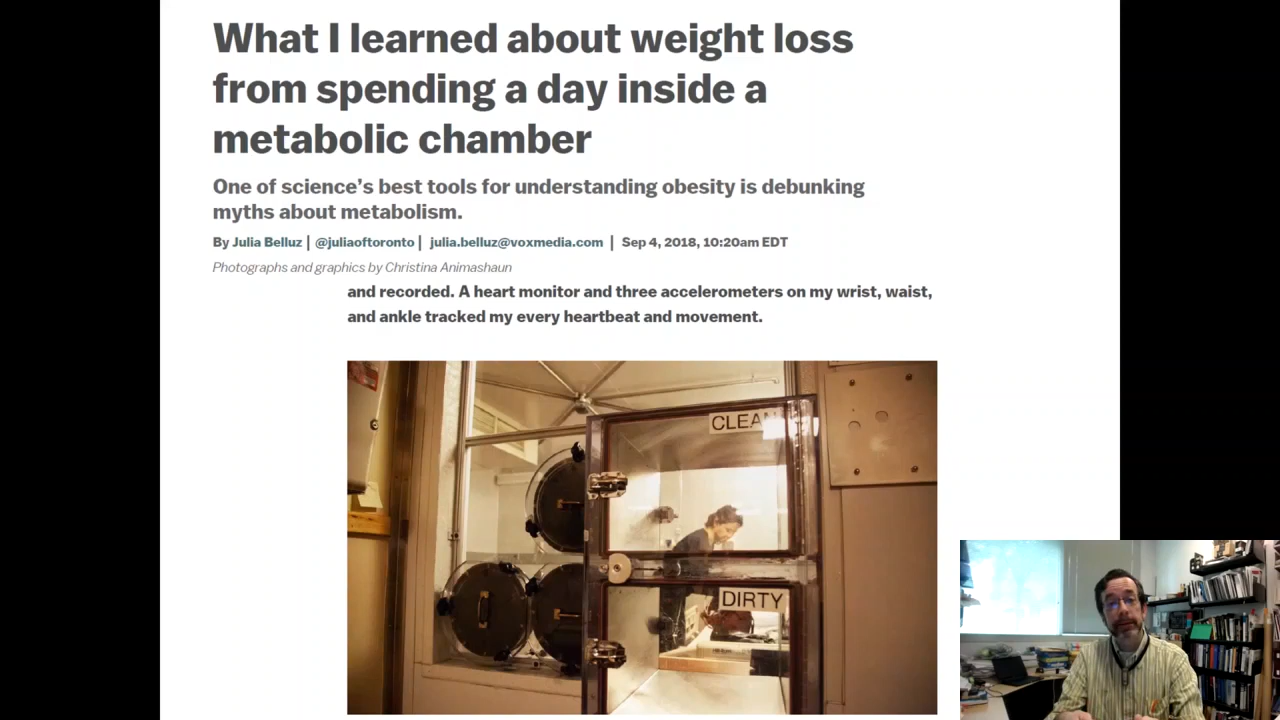 What I learned about weight loss
from spending a day inside a
metabolic chamber
One of science's best tools for understanding obesity is debunking
myths about metabolism.
By Julia Belluz | @juliaoftoronto | julia.belluz@voxmedia.com | Sep 4, 2018, 10:20am EDT
Photographs and graphics by Christina Animashaun
and recorded. A heart monitor and three accelerometers on my wrist, waist,
and ankle tracked my every heartbeat and movement.
CLEAN
DIRTY